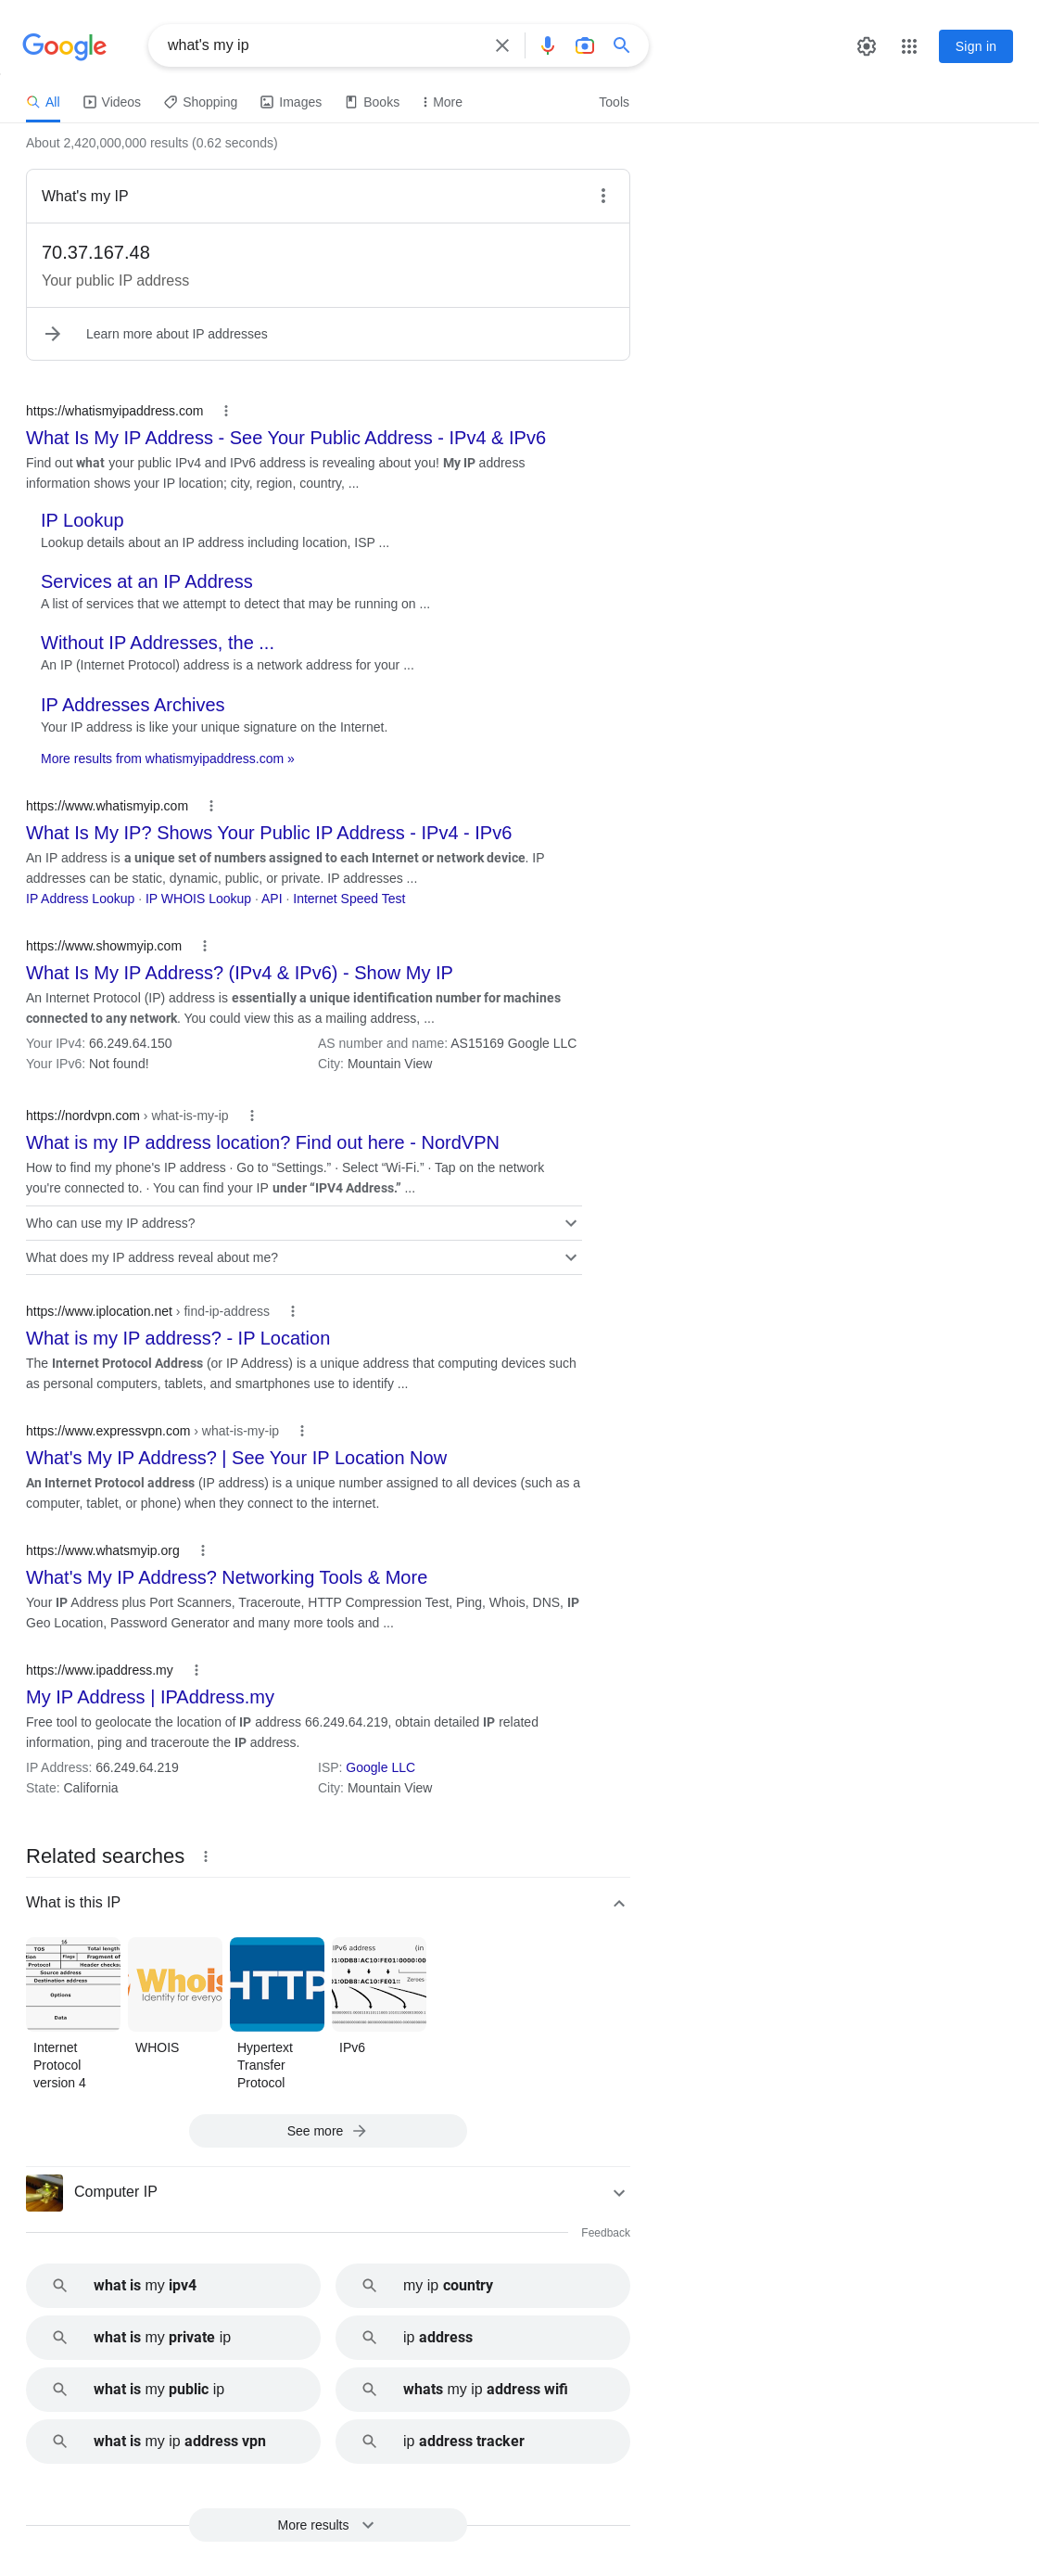 Google
what's my ip
Sign in
All
Videos
Shopping
Images
Books
More
Tools
About 2,420,000,000 results (0.62 seconds)
What's my IP
70.37.167.48
Your public IP address
Learn more about IP addresses
https://whatismyipaddress.com
What Is My IP Address - See Your Public Address - IPv4 & IPv6
Find out what your public IPv4 and IPv6 address is revealing about you! My IP address
information shows your IP location; city, region, country, ...
IP Lookup
Lookup details about an IP address including location, ISP ...
Services at an IP Address
A list of services that we attempt to detect that may be running on ...
Without IP Addresses, the ...
An IP (Internet Protocol) address is a network address for your ...
IP Addresses Archives
Your IP address is like your unique signature on the Internet.
More results from whatismyipaddress.com »
https://www.whatismyip.com
What Is My IP? Shows Your Public IP Address - IPv4 - IPv6
An IP address is a unique set of numbers assigned to each Internet or network device. IP
addresses can be static, dynamic, public, or private. IP addresses ...
IP Address Lookup · IP WHOIS Lookup · API · Internet Speed Test
https://www.showmyip.com
What Is My IP Address? (IPv4 & IPv6) - Show My IP
An Internet Protocol (IP) address is essentially a unique identification number for machines
connected to any network. You could view this as a mailing address, ...
Your IPv4: 66.249.64.150
AS number and name: AS15169 Google LLC
Your IPv6: Not found!
City: Mountain View
https://nordvpn.com › what-is-my-ip
What is my IP address location? Find out here - NordVPN
How to find my phone's IP address · Go to “Settings.” · Select “Wi-Fi.” · Tap on the network
you're connected to. · You can find your IP under “IPV4 Address.” ...
Who can use my IP address?
What does my IP address reveal about me?
https://www.iplocation.net › find-ip-address
What is my IP address? - IP Location
The Internet Protocol Address (or IP Address) is a unique address that computing devices such
as personal computers, tablets, and smartphones use to identify ...
https://www.expressvpn.com › what-is-my-ip
What's My IP Address? | See Your IP Location Now
An Internet Protocol address (IP address) is a unique number assigned to all devices (such as a
computer, tablet, or phone) when they connect to the internet.
https://www.whatsmyip.org
What's My IP Address? Networking Tools & More
Your IP Address plus Port Scanners, Traceroute, HTTP Compression Test, Ping, Whois, DNS, IP
Geo Location, Password Generator and many more tools and ...
https://www.ipaddress.my
My IP Address | IPAddress.my
Free tool to geolocate the location of IP address 66.249.64.219, obtain detailed IP related
information, ping and traceroute the IP address.
IP Address: 66.249.64.219
ISP: Google LLC
State: California
City: Mountain View
Related searches
What is this IP
16
TOS Total length
tion Flags Fragment of
Protocol Header checksu
Source address
Destination address
Options
Data
Whois
Identity for everyo
HTTP
IPv6 address (in
Zeroes
Internet
Protocol
version 4
WHOIS
Hypertext
Transfer
Protocol
IPv6
See more
Computer IP
Feedback
what is my ipv4
my ip country
what is my private ip
ip address
what is my public ip
whats my ip address wifi
what is my ip address vpn
ip address tracker
More results